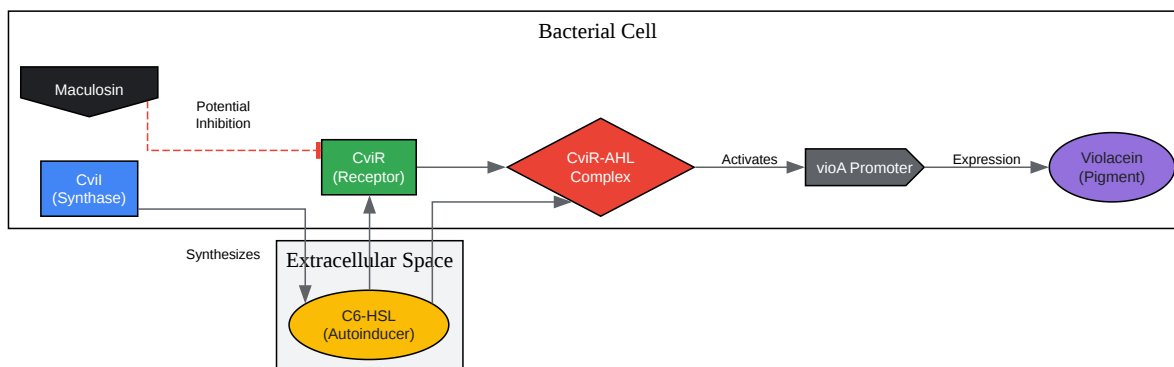 Bacterial Cell
Maculosin
Potential
Inhibition
CviR
(Receptor)
CviR-AHL
Complex
Activates
vioA Promoter
Expression
Violacein
(Pigment)
CviI
(Synthase)
Synthesizes
Extracellular Space
C6-HSL
(Autoinducer)